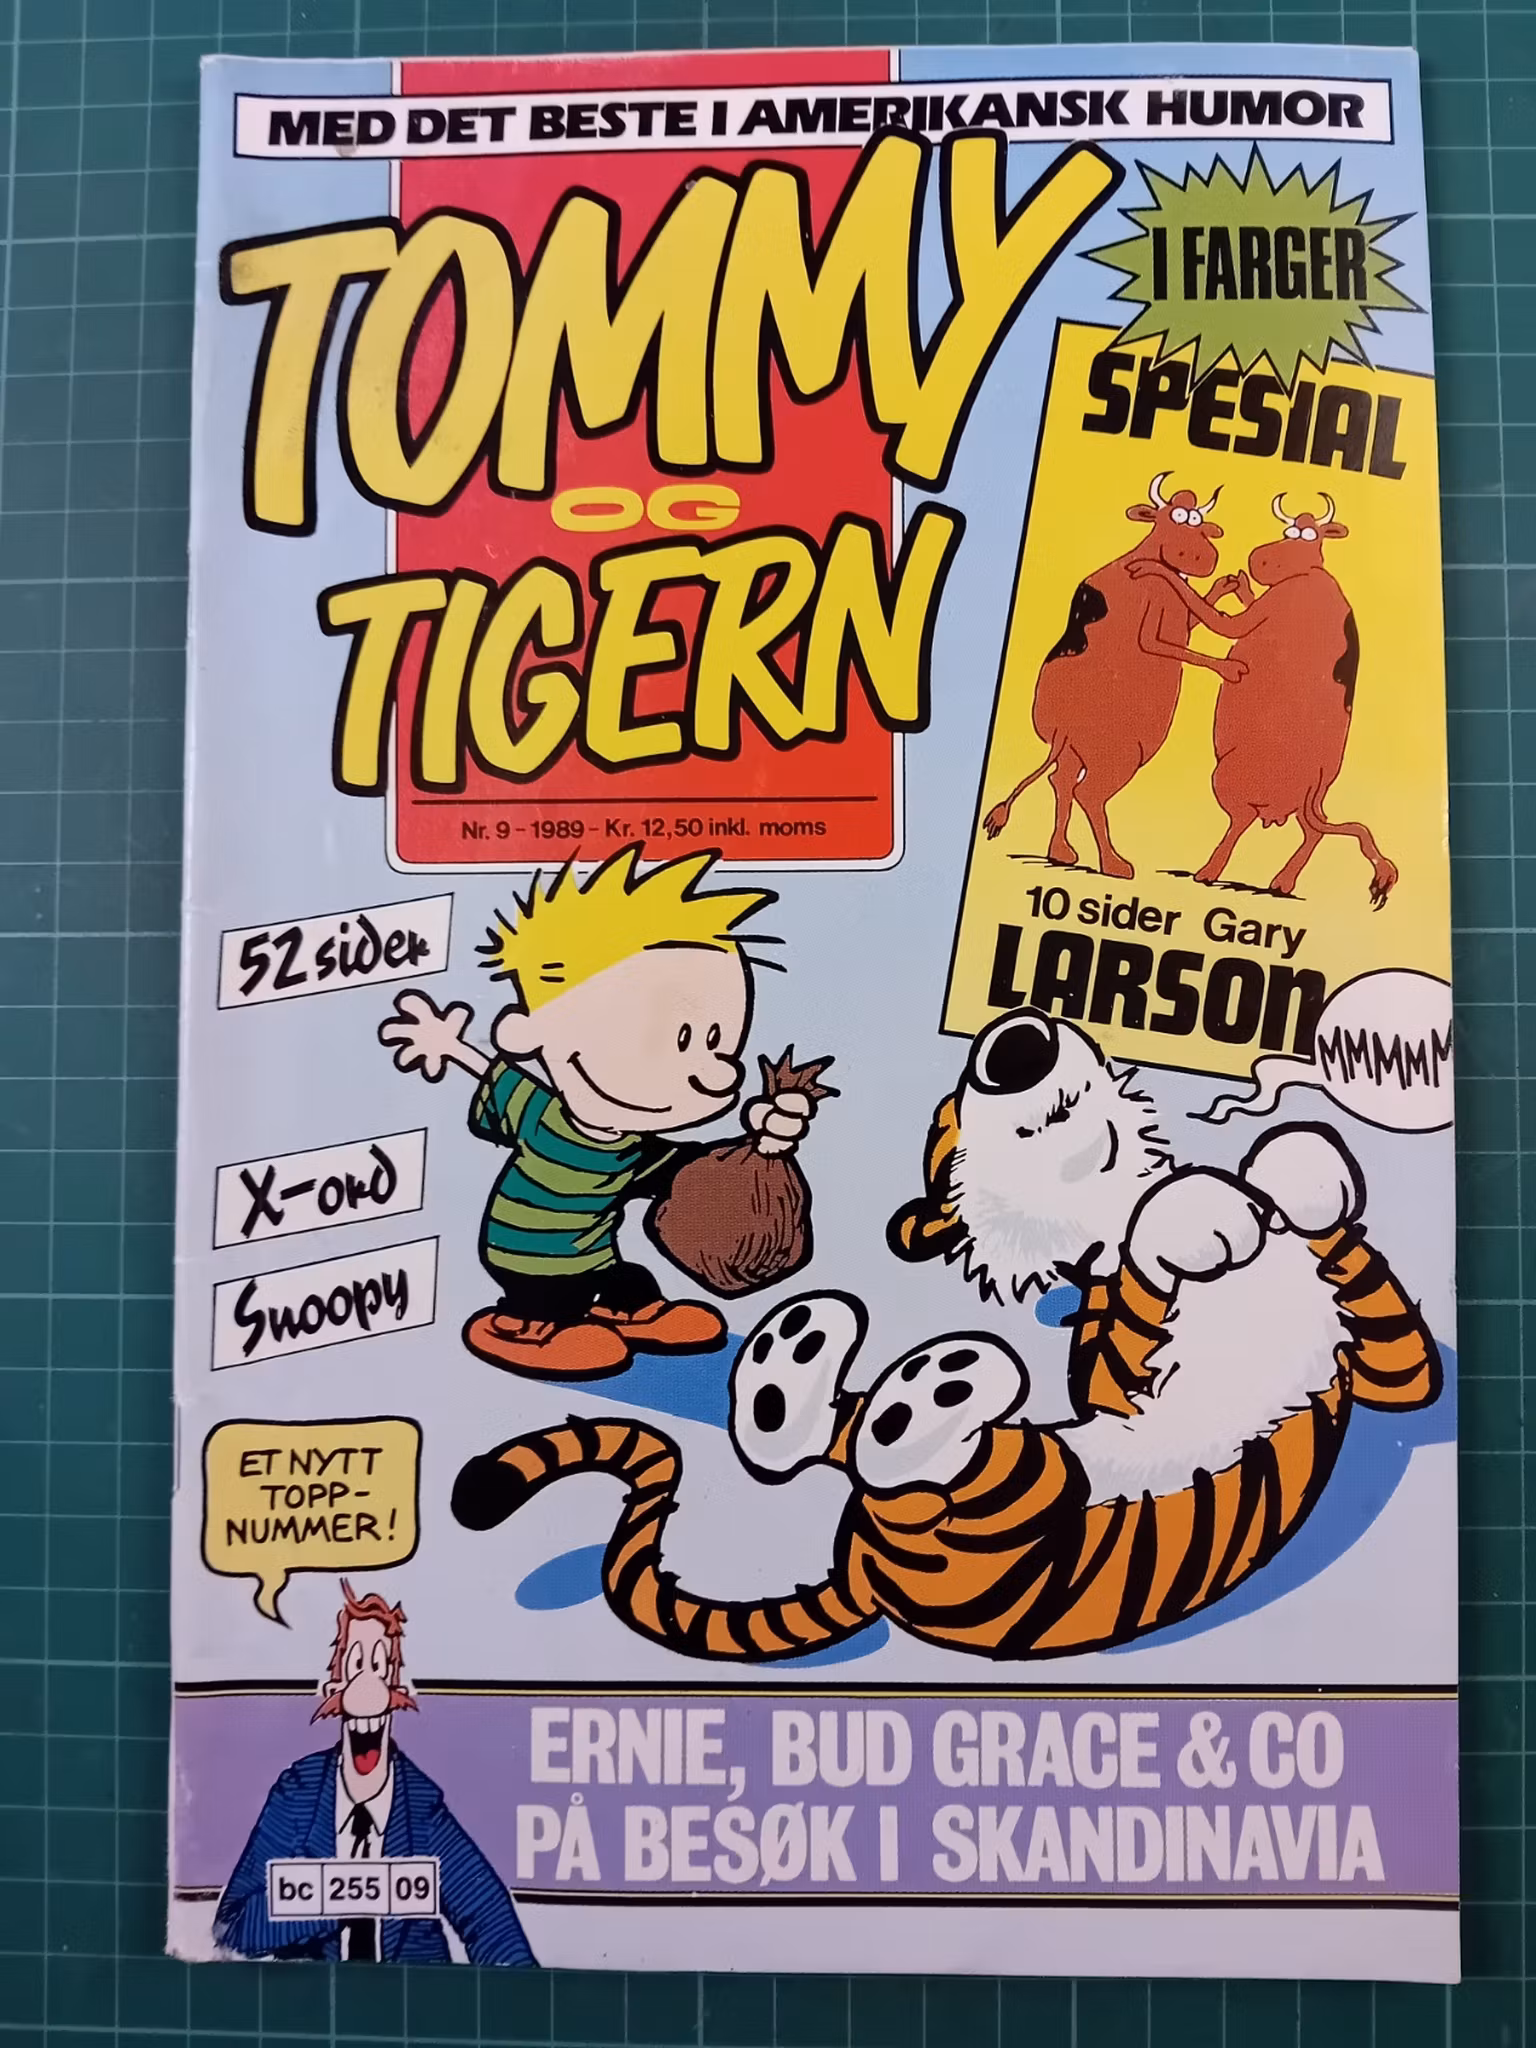 MED DET BESTE I AMERIKANSK HUMOR
TOMMY
OG
TIGERN
Nr. 9 - 1989 - Kr. 12,50 inkl. moms
I FARGER
SPESIAL
10 sider Gary
LARSON
MMMMM
52 sider
X-ord
Snoopy
ET NYTT
TOPP-
NUMMER!
ERNIE, BUD GRACE & CO
PÅ BESØK I SKANDINAVIA
bc 255 09